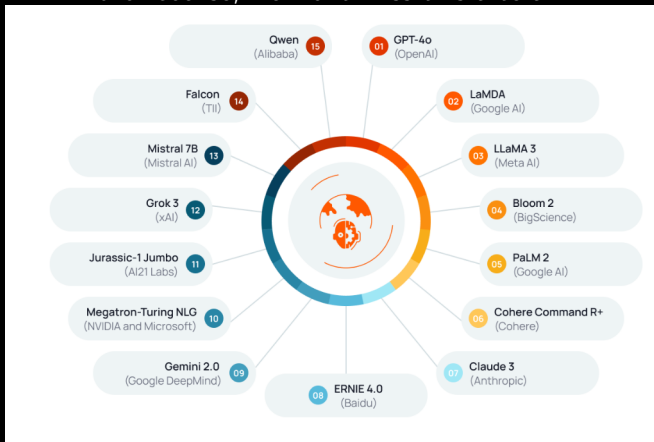 01
GPT-4o
(OpenAI)
02
LaMDA
(Google AI)
03
LLaMA 3
(Meta AI)
04
Bloom 2
(BigScience)
05
PaLM 2
(Google AI)
06
Cohere Command R+
(Cohere)
07
Claude 3
(Anthropic)
08
ERNIE 4.0
(Baidu)
09
Gemini 2.0
(Google DeepMind)
10
Megatron-Turing NLG
(NVIDIA and Microsoft)
11
Jurassic-1 Jumbo
(AI21 Labs)
12
Grok 3
(xAI)
13
Mistral 7B
(Mistral AI)
14
Falcon
(TII)
15
Qwen
(Alibaba)